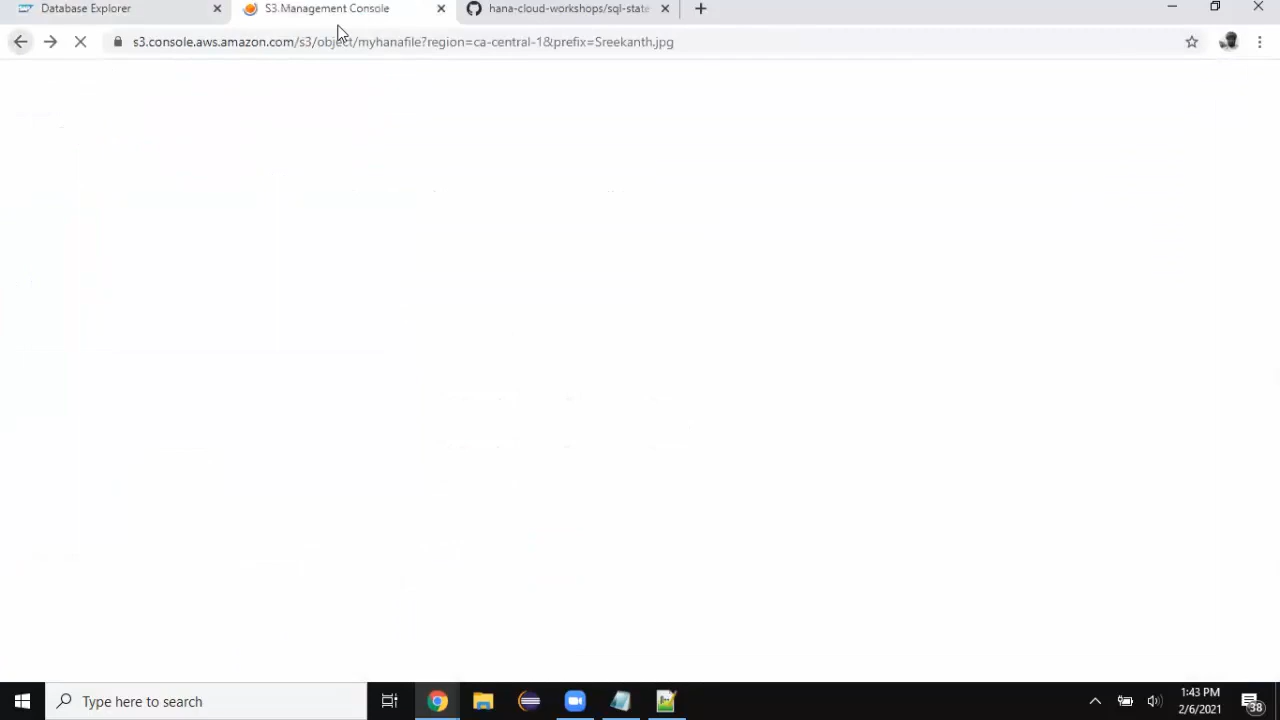 Database Explorer
S3 Management Console
hana-cloud-workshops/sql-state
s3.console.aws.amazon.com/s3/object/myhanafile?region=ca-central-1&prefix=Sreekanth.jpg
Type here to search
1:43 PM
2/6/2021
38